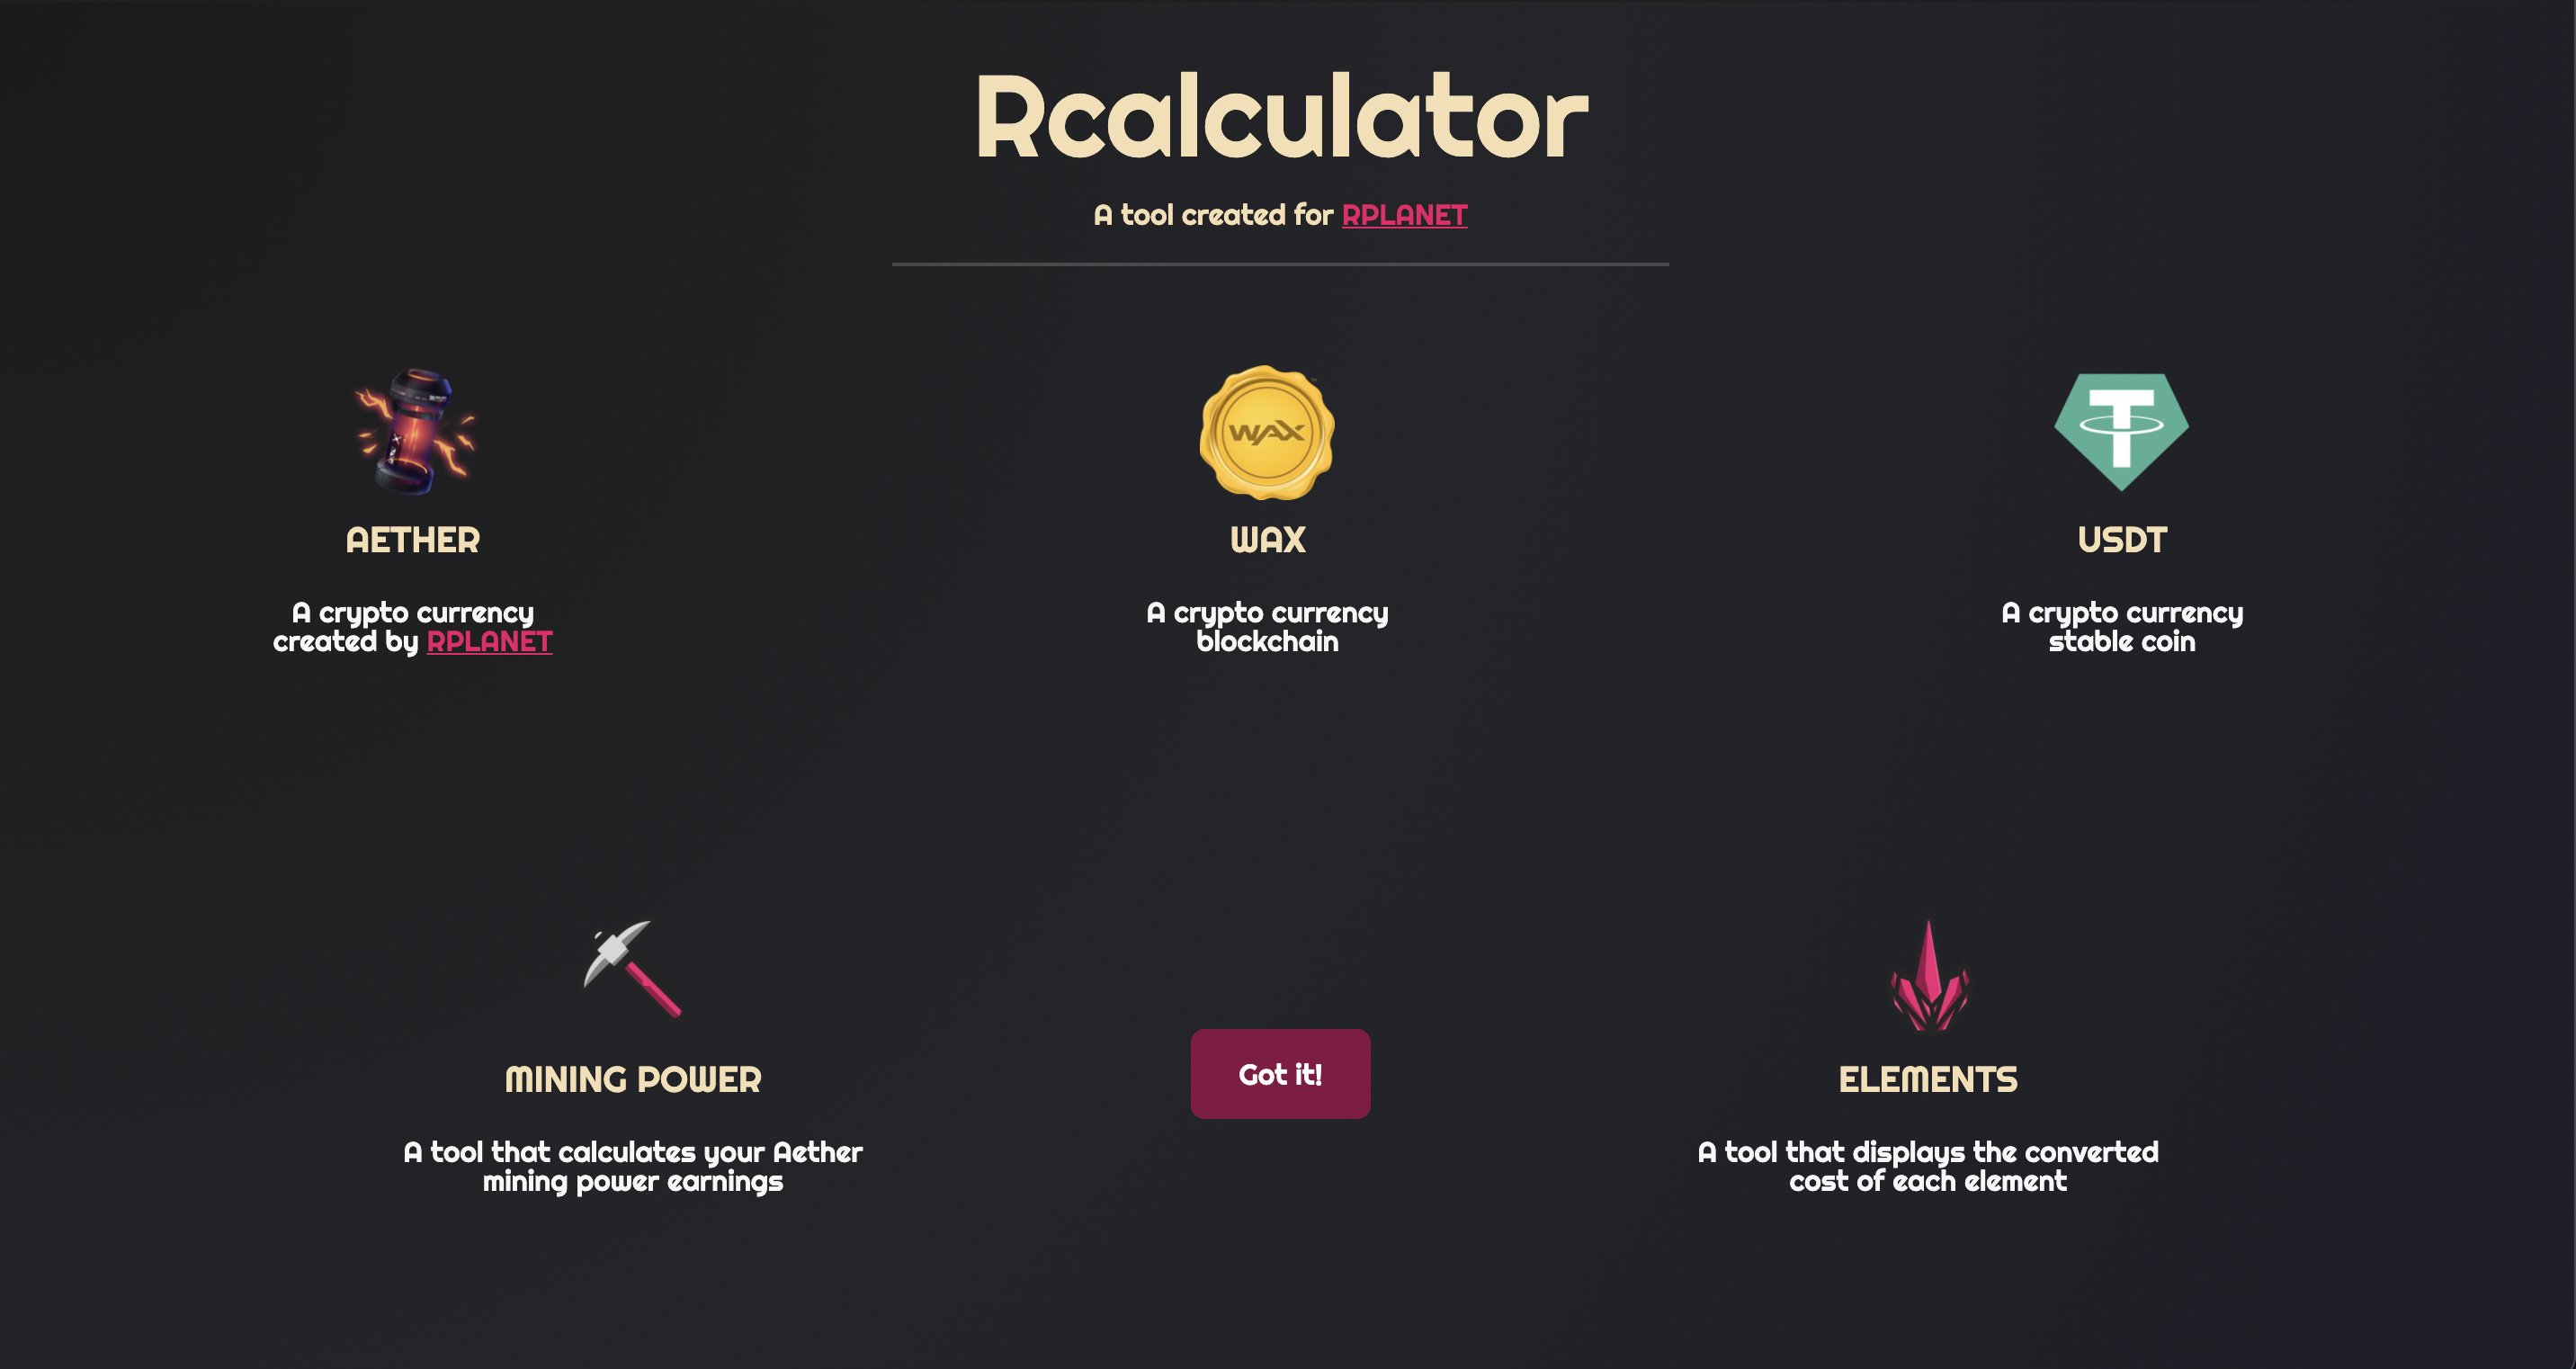 Rcalculator
A tool created for RPLANET
WAX
AETHER
WAX
USDT
A crypto currency
created by RPLANET
A crypto currency
blockchain
A crypto currency
stable coin
MINING POWER
A tool that calculates your Aether
mining power earnings
Got it!
ELEMENTS
A tool that displays the converted
cost of each element